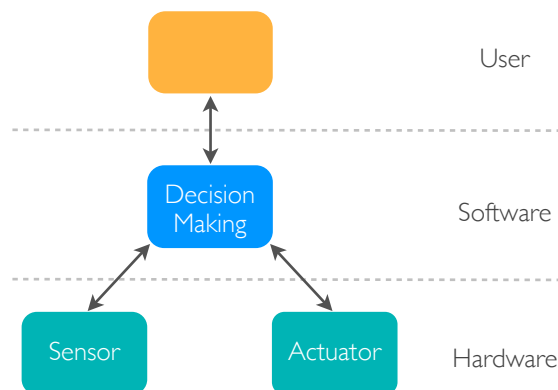 User
Decision
Making
Software
Sensor
Actuator
Hardware